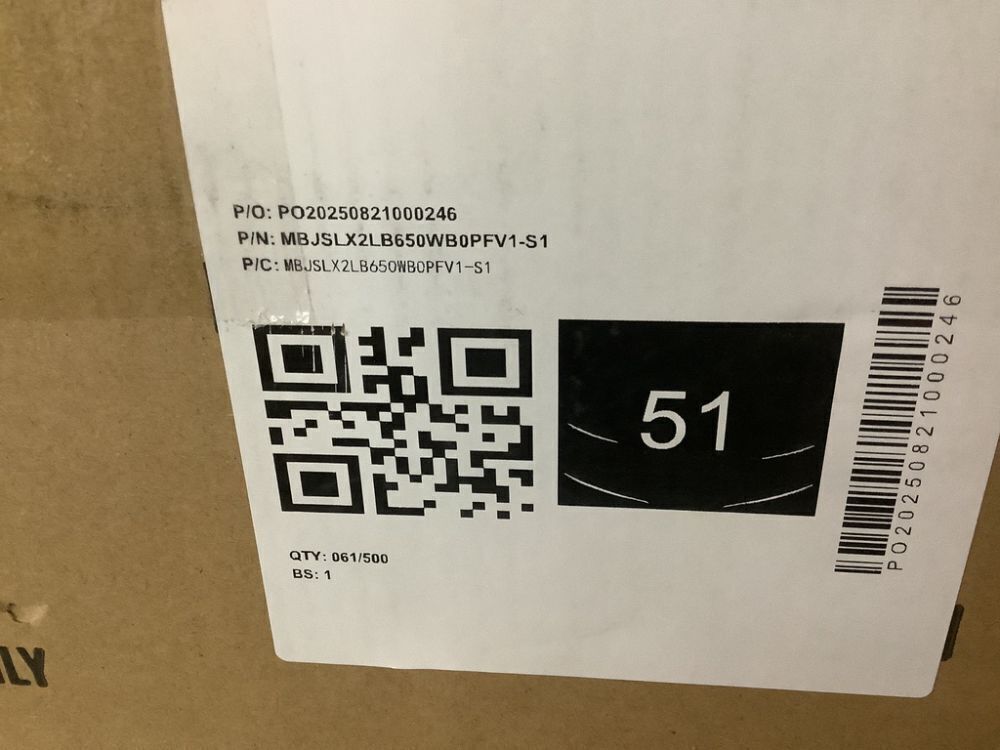 P/O: PO20250821000246
P/N: MBJSLX2LB650WB0PFV1-S1
P/C: MBJSLX2LB650WB0PFV1-S1
51
PO20250821000246
QTY: 061/500
BS: 1